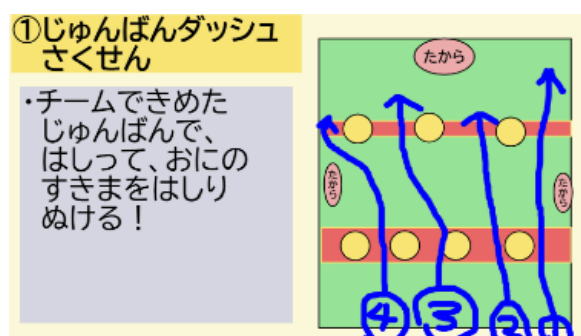 ①じゅんばんダッシュ
さくせん
・チームできめた
じゅんばんで、
はしって、おにの
すきまをはしり
ぬける！
たから
たから
たから
4
3
2
1